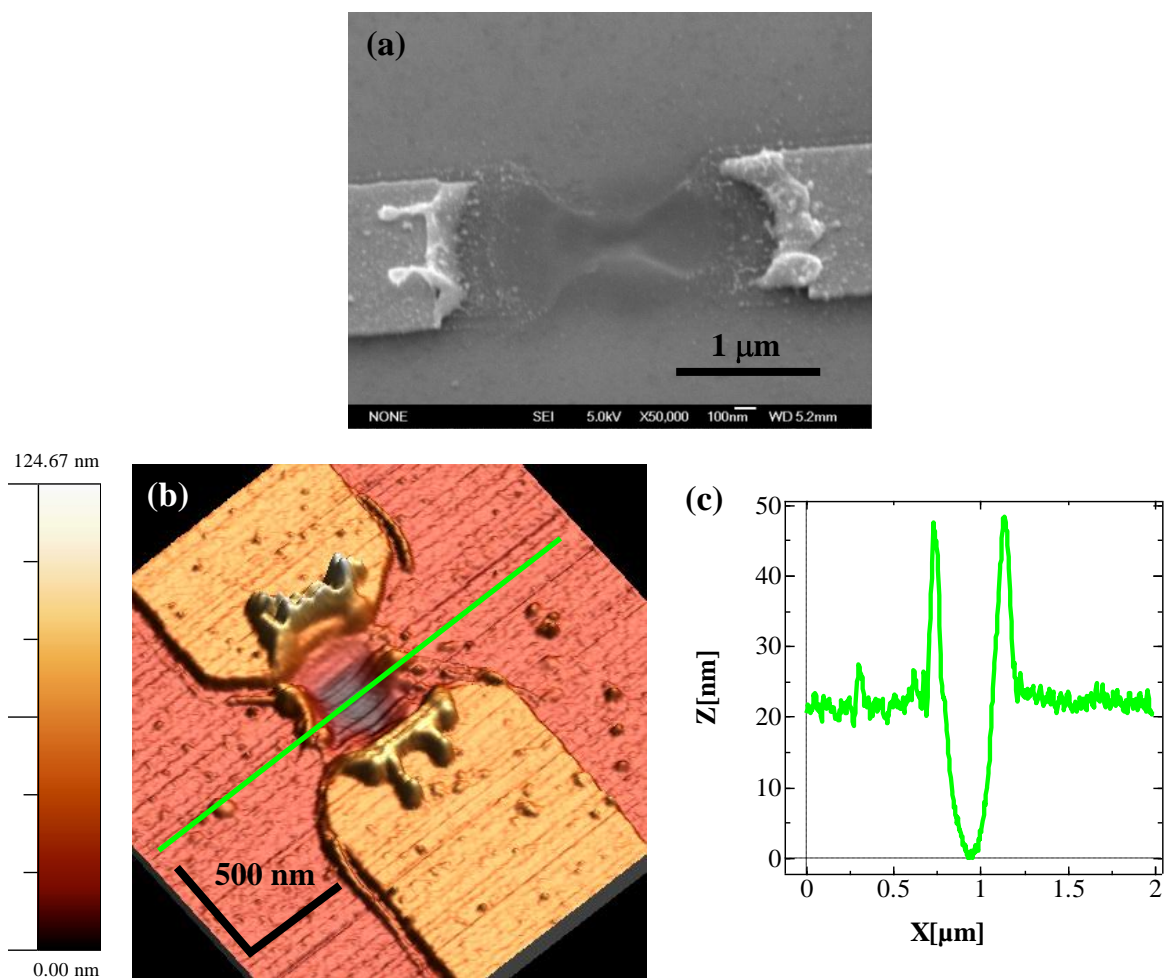 (a)
1 μm
NONE SEI 5.0kV X50,000 100nm WD 5.2mm
124.67 nm
0.00 nm
(b)
500 nm
(c)
Z[nm]
50
40
30
20
10
0
0 0.5 1 1.5 2
X[μm]